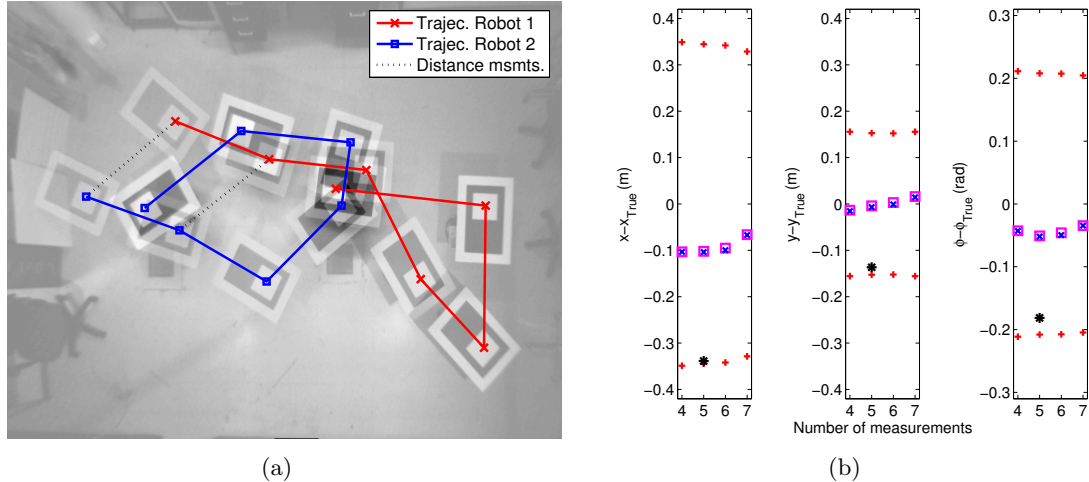 Trajec. Robot 1
Trajec. Robot 2
Distance msmts.
(a)
x−x_True (m)
0.4
0.3
0.2
0.1
0
−0.1
−0.2
−0.3
−0.4
4 5 6 7
y−y_True (m)
0.4
0.3
0.2
0.1
0
−0.1
−0.2
−0.3
−0.4
4 5 6 7
ϕ−ϕ_True (rad)
0.3
0.2
0.1
0
−0.1
−0.2
−0.3
4 5 6 7
Number of measurements
(b)